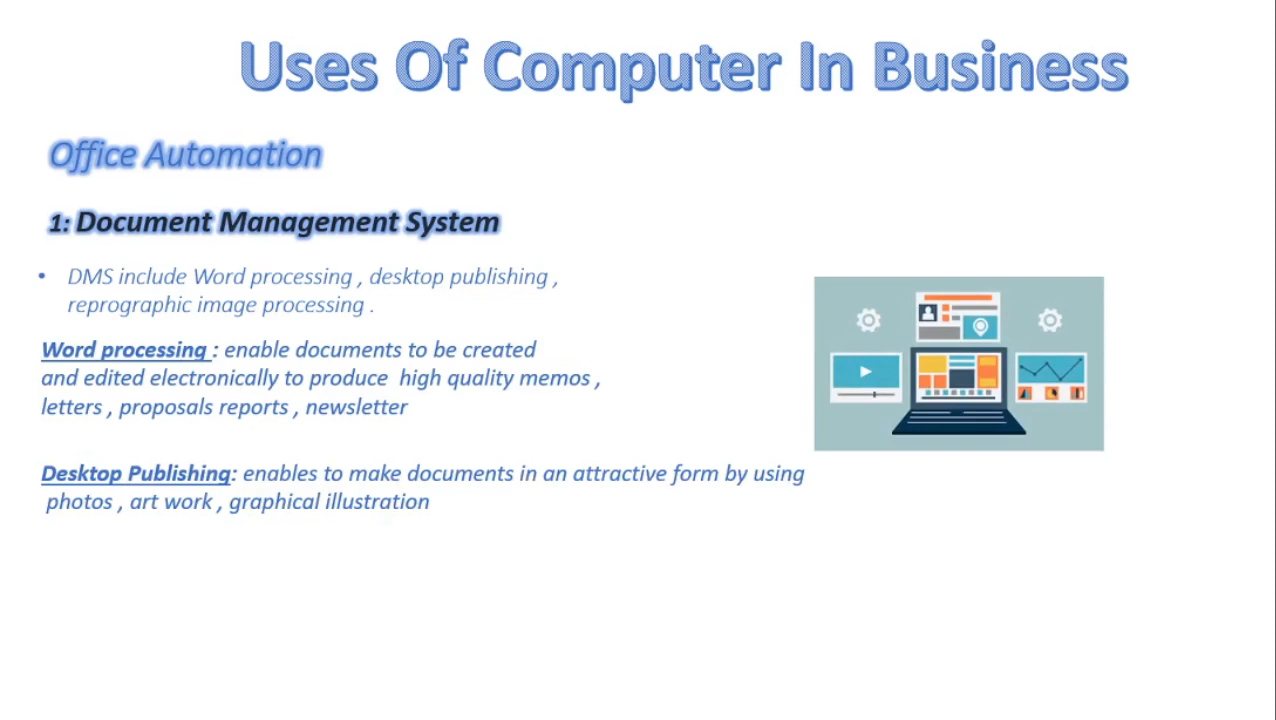 Uses Of Computer In Business
Office Automation
1: Document Management System
• DMS include Word processing , desktop publishing ,
reprographic image processing .
Word processing : enable documents to be created
and edited electronically to produce  high quality memos ,
letters , proposals reports , newsletter
Desktop Publishing: enables to make documents in an attractive form by using
photos , art work , graphical illustration